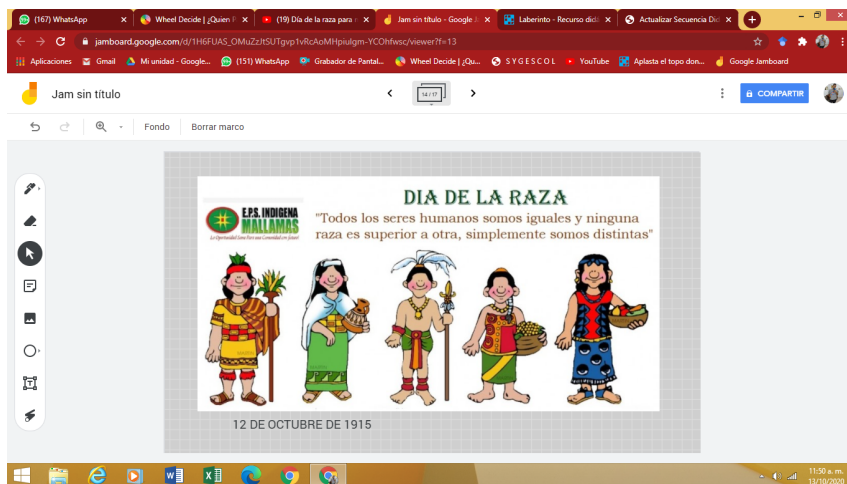 (167) WhatsApp
Wheel Decide | ¿Quien
(19) Día de la raza para
Jam sin título - Google
Laberinto - Recurso didá
Actualizar Secuencia Did
jamboard.google.com/d/1H6FUAS_OMuZzJtSUTgvp1vRcAoMHpiulgm-YCOhfwsc/viewer?f=13
Aplicaciones
Gmail
Mi unidad - Google...
(151) WhatsApp
Grabador de Pantal...
Wheel Decide | ¿Qu...
S Y G E S C O L
YouTube
Aplasta el topo don...
Google Jamboard
Jam sin título
14 / 17
COMPARTIR
Fondo
Borrar marco
DIA DE LA RAZA
E.P.S. INDIGENA
MALLAMAS
"Todos los seres humanos somos iguales y ninguna
raza es superior a otra, simplemente somos distintas"
12 DE OCTUBRE DE 1915
11:50 a. m.
13/10/2020